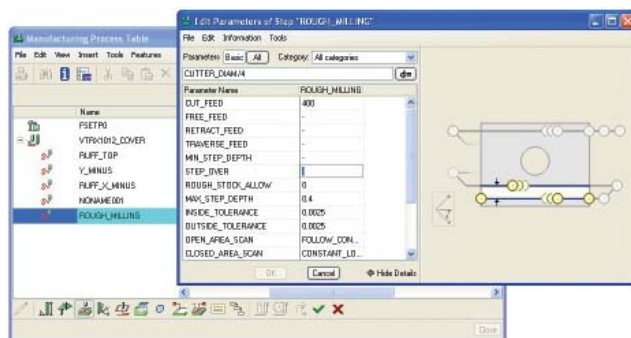 Edit Parameters of Step "ROUGH_MILLING"
File Edit Information Tools
Parameters Basic All Category: All categories
CUTTER_DIAM/4
Parameter Name ROUGH_MILLING
CUT_FEED 400
FREE_FEED -
RETRACT_FEED -
TRAVERSE_FEED -
MIN_STEP_DEPTH -
STEP_OVER
ROUGH_STOCK_ALLOW 0
MAX_STEP_DEPTH 0.4
INSIDE_TOLERANCE 0.0025
OUTSIDE_TOLERANCE 0.0025
OPEN_AREA_SCAN FOLLOW_CON...
CLOSED_AREA_SCAN CONSTANT_LO...
OK Cancel Hide Details
Manufacturing Process Table
File Edit View Insert Tools Features
Name
RUFF_TOP
Y_MINUS
RUFF_X_MINUS
NONAME001
ROUGH_MILLING
Close